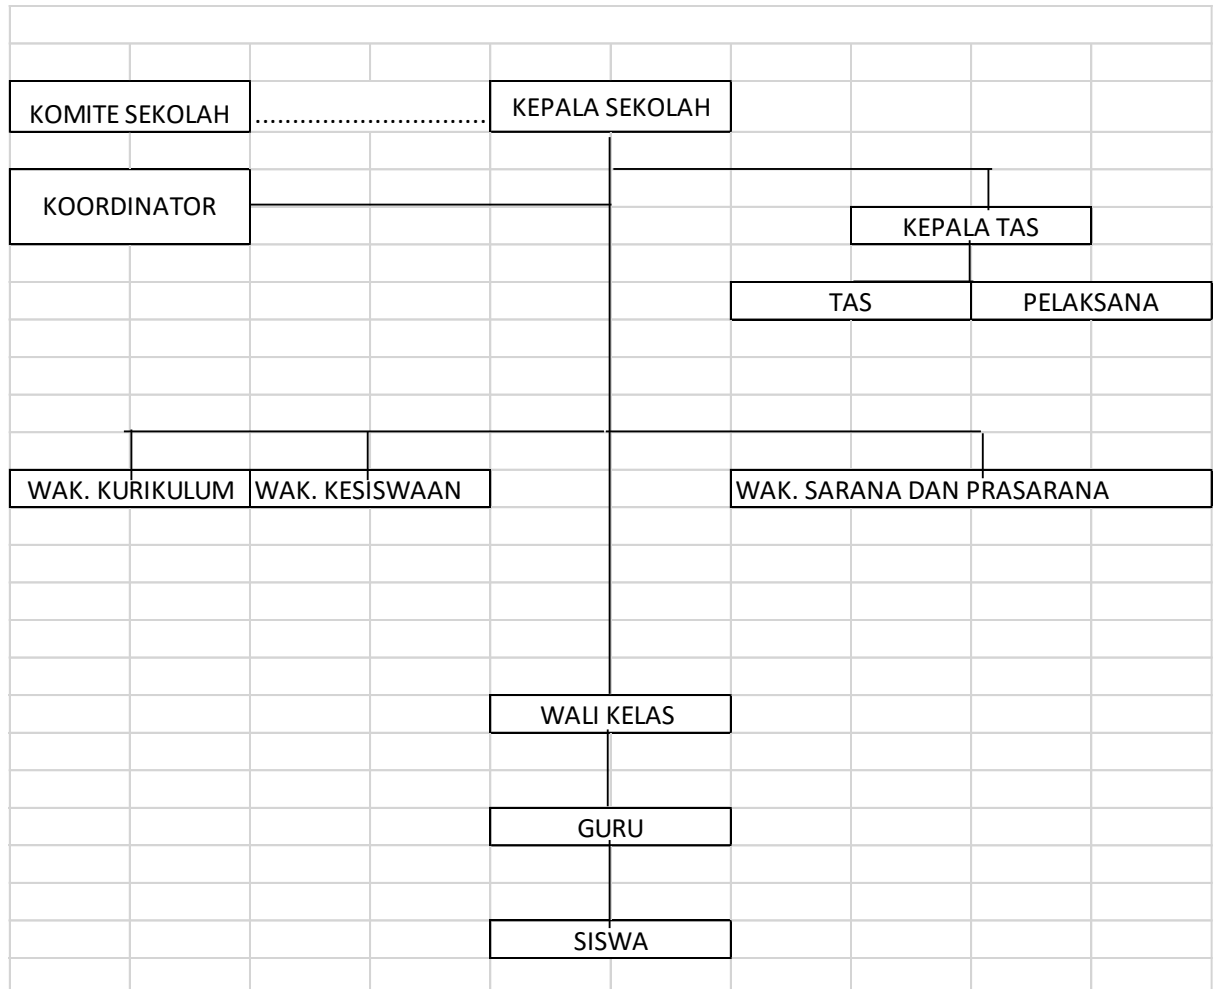 KOMITE SEKOLAH ............................... KEPALA SEKOLAH
KOORDINATOR
KEPALA TAS
TAS PELAKSANA
WAK. KURIKULUM WAK. KESISWAAN WAK. SARANA DAN PRASARANA
WALI KELAS
GURU
SISWA